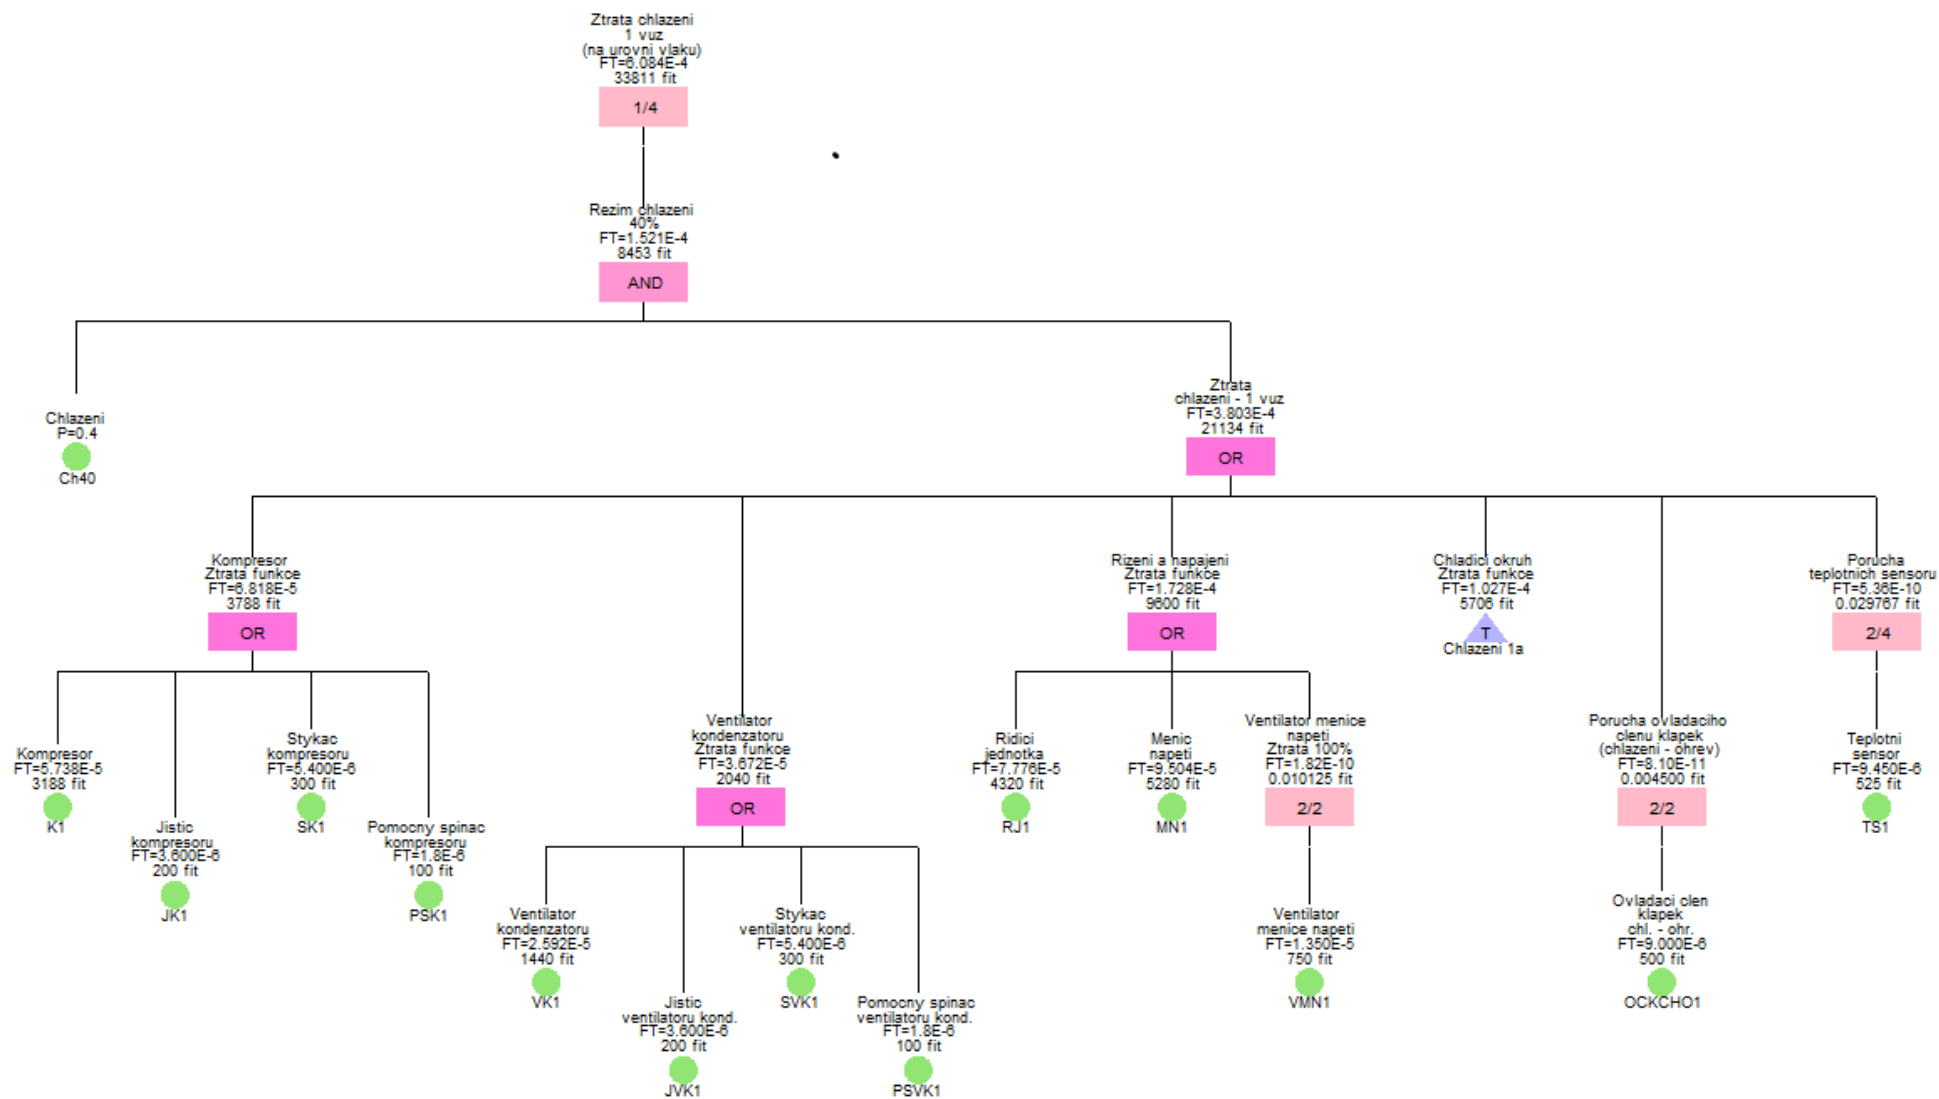 Ztrata chlazeni
1 vuz
(na urovni vlaku)
FT=6.084E-4
33811 fit
1/4
Rezim chlazeni
40%
FT=1.521E-4
8453 fit
AND
Chlazeni
P=0.4
Ch40
Ztrata
chlazeni - 1 vuz
FT=3.803E-4
21134 fit
OR
Kompresor
Ztrata funkce
FT=6.818E-5
3788 fit
OR
Kompresor
FT=5.738E-5
3188 fit
K1
Jistic
kompresoru
FT=3.600E-6
200 fit
JK1
Stykac
kompresoru
FT=5.400E-6
300 fit
SK1
Pomocny spinac
kompresoru
FT=1.8E-6
100 fit
PSK1
Ventilator
kondenzatoru
Ztrata funkce
FT=3.672E-5
2040 fit
OR
Ventilator
kondenzatoru
FT=2.592E-5
1440 fit
VK1
Jistic
ventilatoru kond.
FT=3.600E-6
200 fit
JVK1
Stykac
ventilatoru kond.
FT=5.400E-6
300 fit
SVK1
Pomocny spinac
ventilatoru kond.
FT=1.8E-6
100 fit
PSVK1
Rizeni a napajeni
Ztrata funkce
FT=1.728E-4
9600 fit
OR
Ridici
jednotka
FT=7.776E-5
4320 fit
RJ1
Menic
napeti
FT=9.504E-5
5280 fit
MN1
Ventilator menice
napeti
Ztrata 100%
FT=1.82E-10
0.010125 fit
2/2
Ventilator
menice napeti
FT=1.350E-5
750 fit
VMN1
Chladici okruh
Ztrata funkce
FT=1.027E-4
5706 fit
T
Chlazeni 1a
Porucha ovladaciho
clenu klapek
(chlazeni - ohrev)
FT=8.10E-11
0.004500 fit
2/2
Ovladaci clen
klapek
chl. - ohr.
FT=9.000E-6
500 fit
OCKCHO1
Porucha
teplotnich sensoru
FT=5.36E-10
0.029767 fit
2/4
Teplotni
sensor
FT=9.450E-6
525 fit
TS1